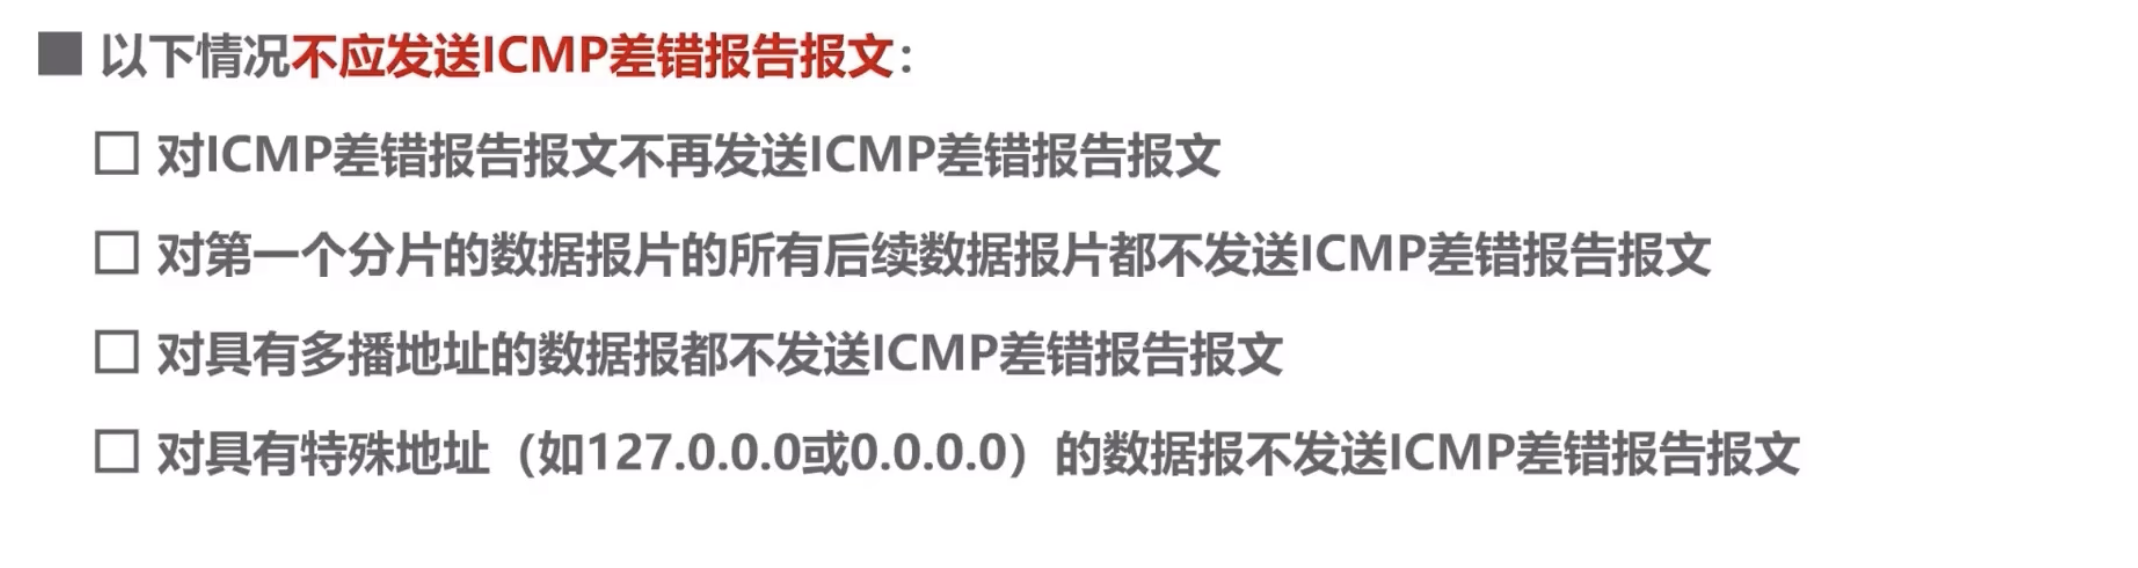 以下情况不应发送ICMP差错报告报文：
对ICMP差错报告报文不再发送ICMP差错报告报文
对第一个分片的数据报片的所有后续数据报片都不发送ICMP差错报告报文
对具有多播地址的数据报都不发送ICMP差错报告报文
对具有特殊地址（如127.0.0.0或0.0.0.0）的数据报不发送ICMP差错报告报文